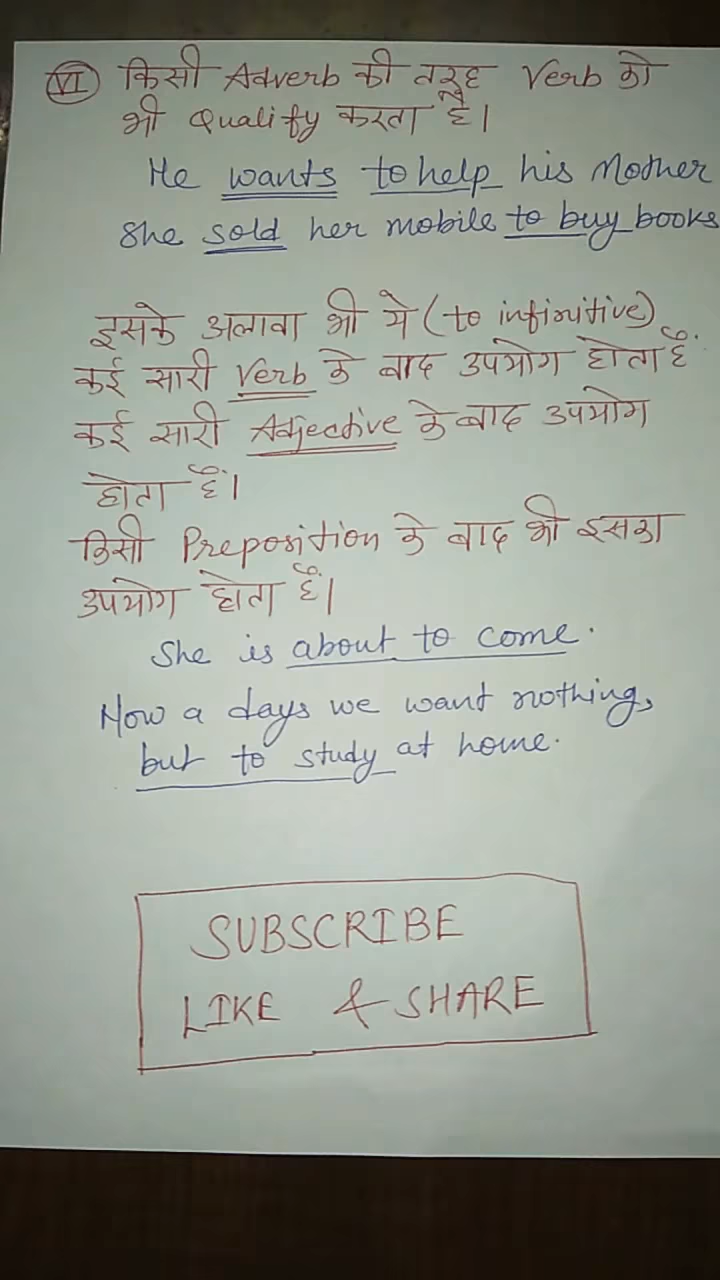 VI किसी Adverb की तरह Verb को
भी Qualify करता है।
He wants to help his Mother
She sold her mobile to buy books
इसके अलावा भी ये (to infinitive)
कई सारी Verb के बाद उपयोग होता है
कई सारी Adjective के बाद उपयोग
होता हैं।
किसी Preposition के बाद भी इसका
उपयोग होता हैं।
She is about to come.
Now a days we want nothing,
but to study at home.
SUBSCRIBE
LIKE & SHARE